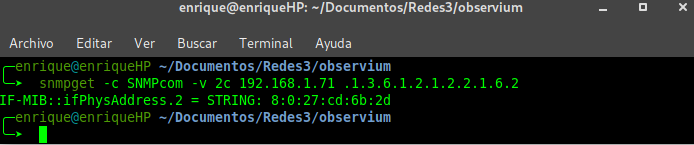 enrique@enriqueHP: ~/Documentos/Redes3/observium
Archivo Editar Ver Buscar Terminal Ayuda
╭─enrique@enriqueHP ~/Documentos/Redes3/observium
╰─➤ snmpget -c SNMPcom -v 2c 192.168.1.71 .1.3.6.1.2.1.2.2.1.6.2
IF-MIB::ifPhysAddress.2 = STRING: 8:0:27:cd:6b:2d
╭─enrique@enriqueHP ~/Documentos/Redes3/observium
╰─➤